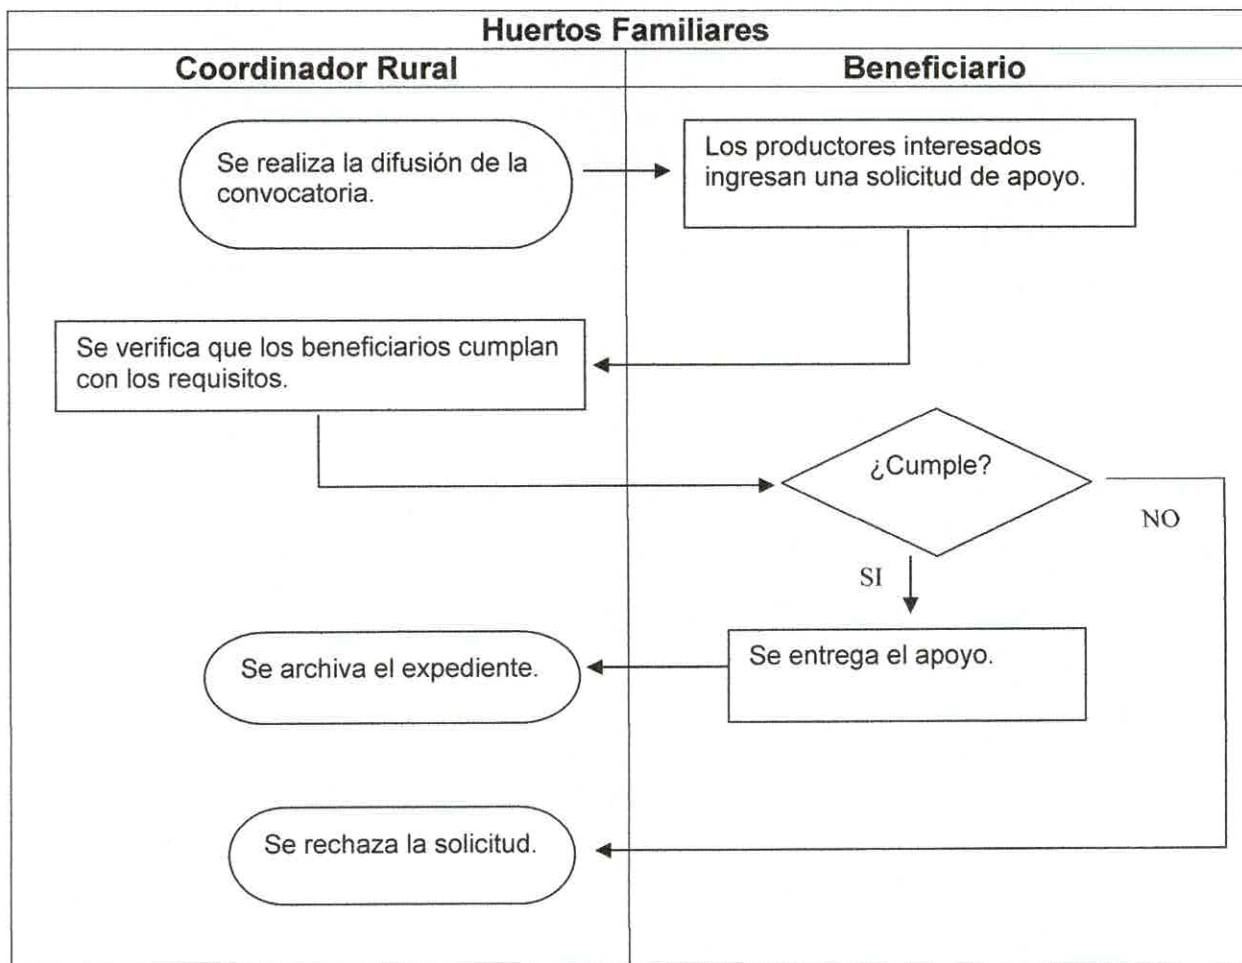 Huertos Familiares
Coordinador Rural
Beneficiario
Se realiza la difusión de la
convocatoria.
Los productores interesados
ingresan una solicitud de apoyo.
Se verifica que los beneficiarios cumplan
con los requisitos.
¿Cumple?
NO
SI
Se entrega el apoyo.
Se archiva el expediente.
Se rechaza la solicitud.